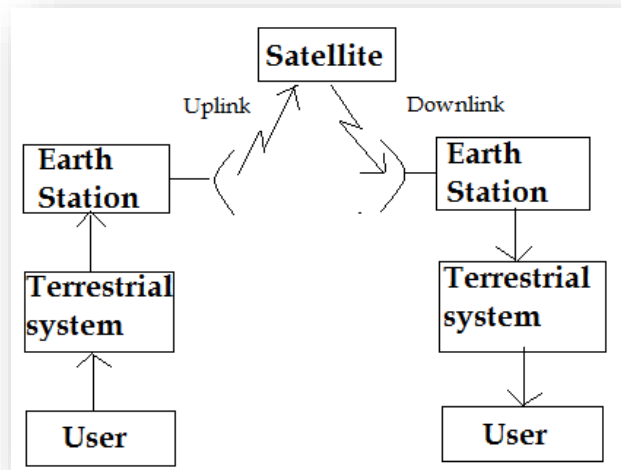 Satellite
Uplink
Downlink
Earth
Station
Earth
Station
Terrestrial
system
Terrestrial
system
User
User